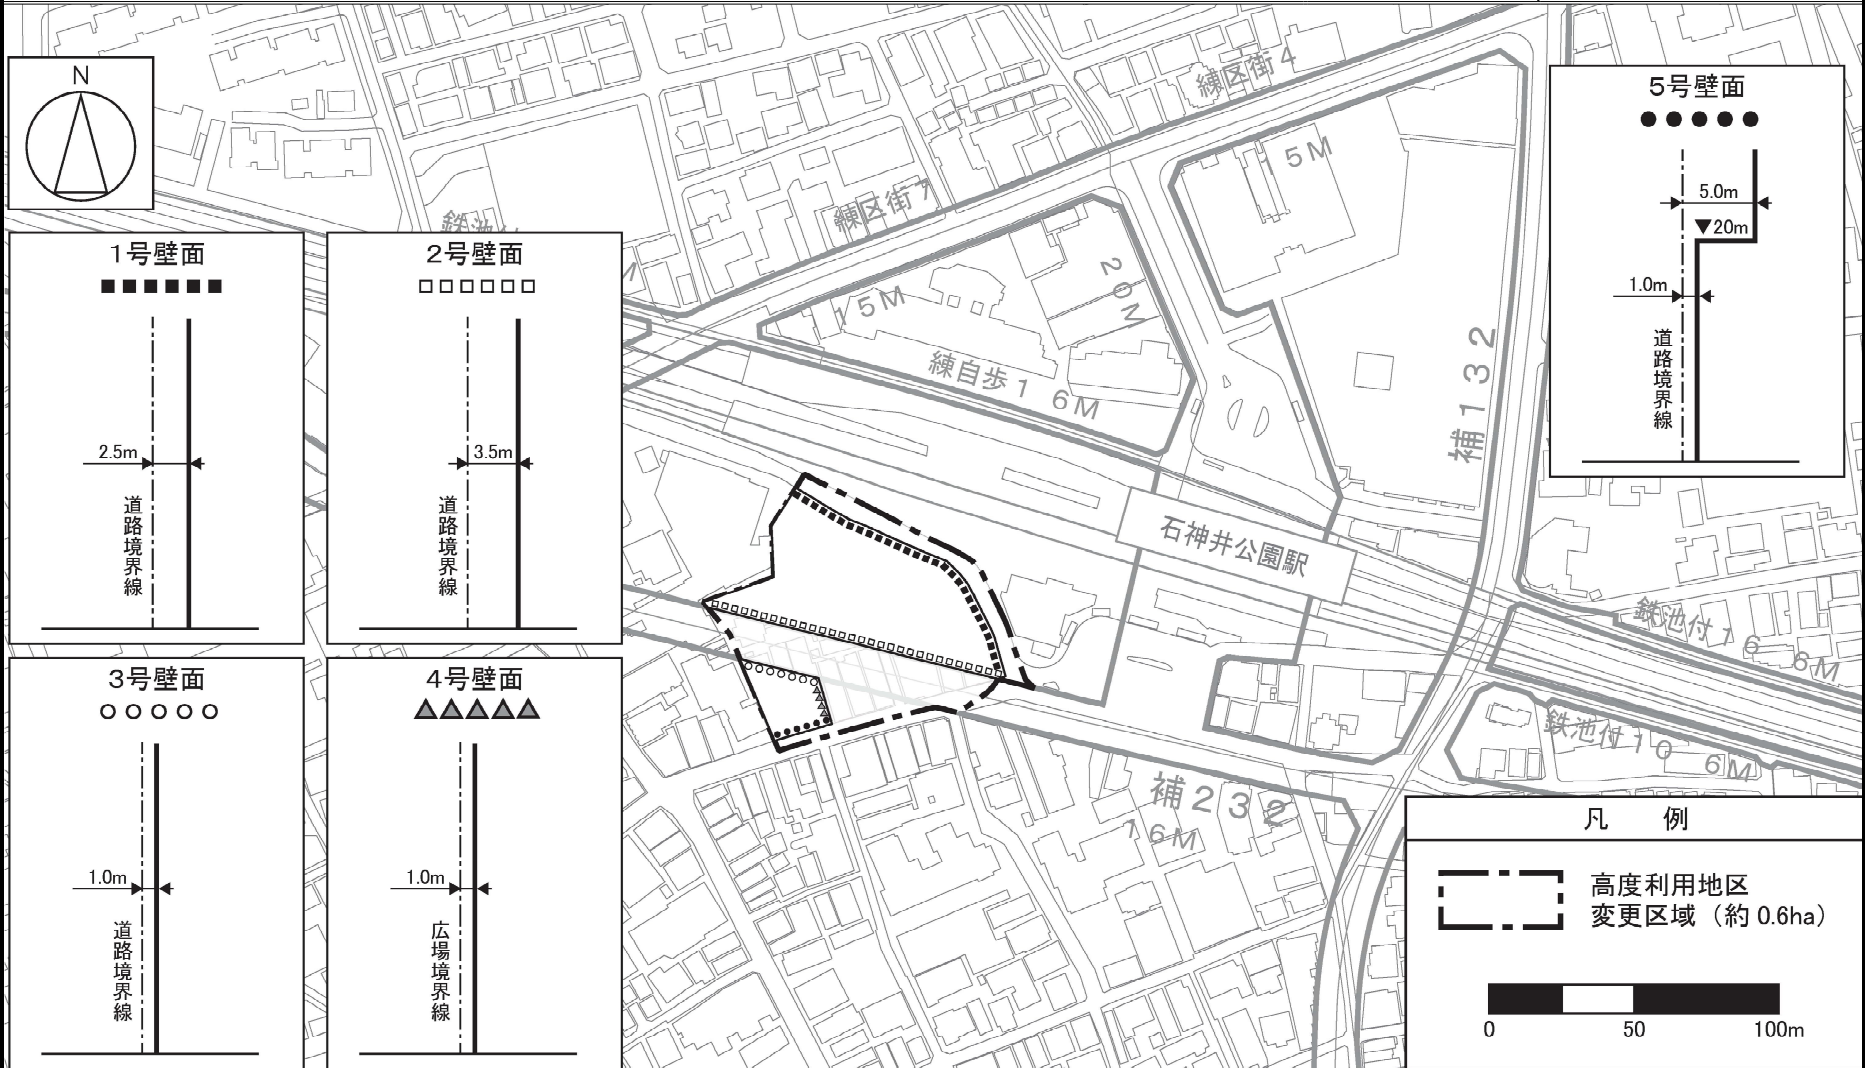 N
1号壁面
2.5m
道路境界線
2号壁面
3.5m
道路境界線
3号壁面
1.0m
道路境界線
4号壁面
1.0m
広場境界線
5号壁面
5.0m
▼20m
1.0m
道路境界線
練区街4
15M
練区街7
15M
20M
練自歩1 6M
補132
石神井公園駅
鉄池付16 6M
鉄池付10 6M
補232
16M
凡 例
高度利用地区
変更区域（約 0.6ha）
0 50 100m